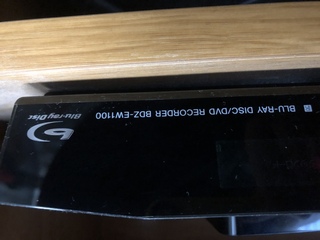 BLU-RAY DISC/DVD RECORDER BDZ-EW1100
Blu-ray Disc